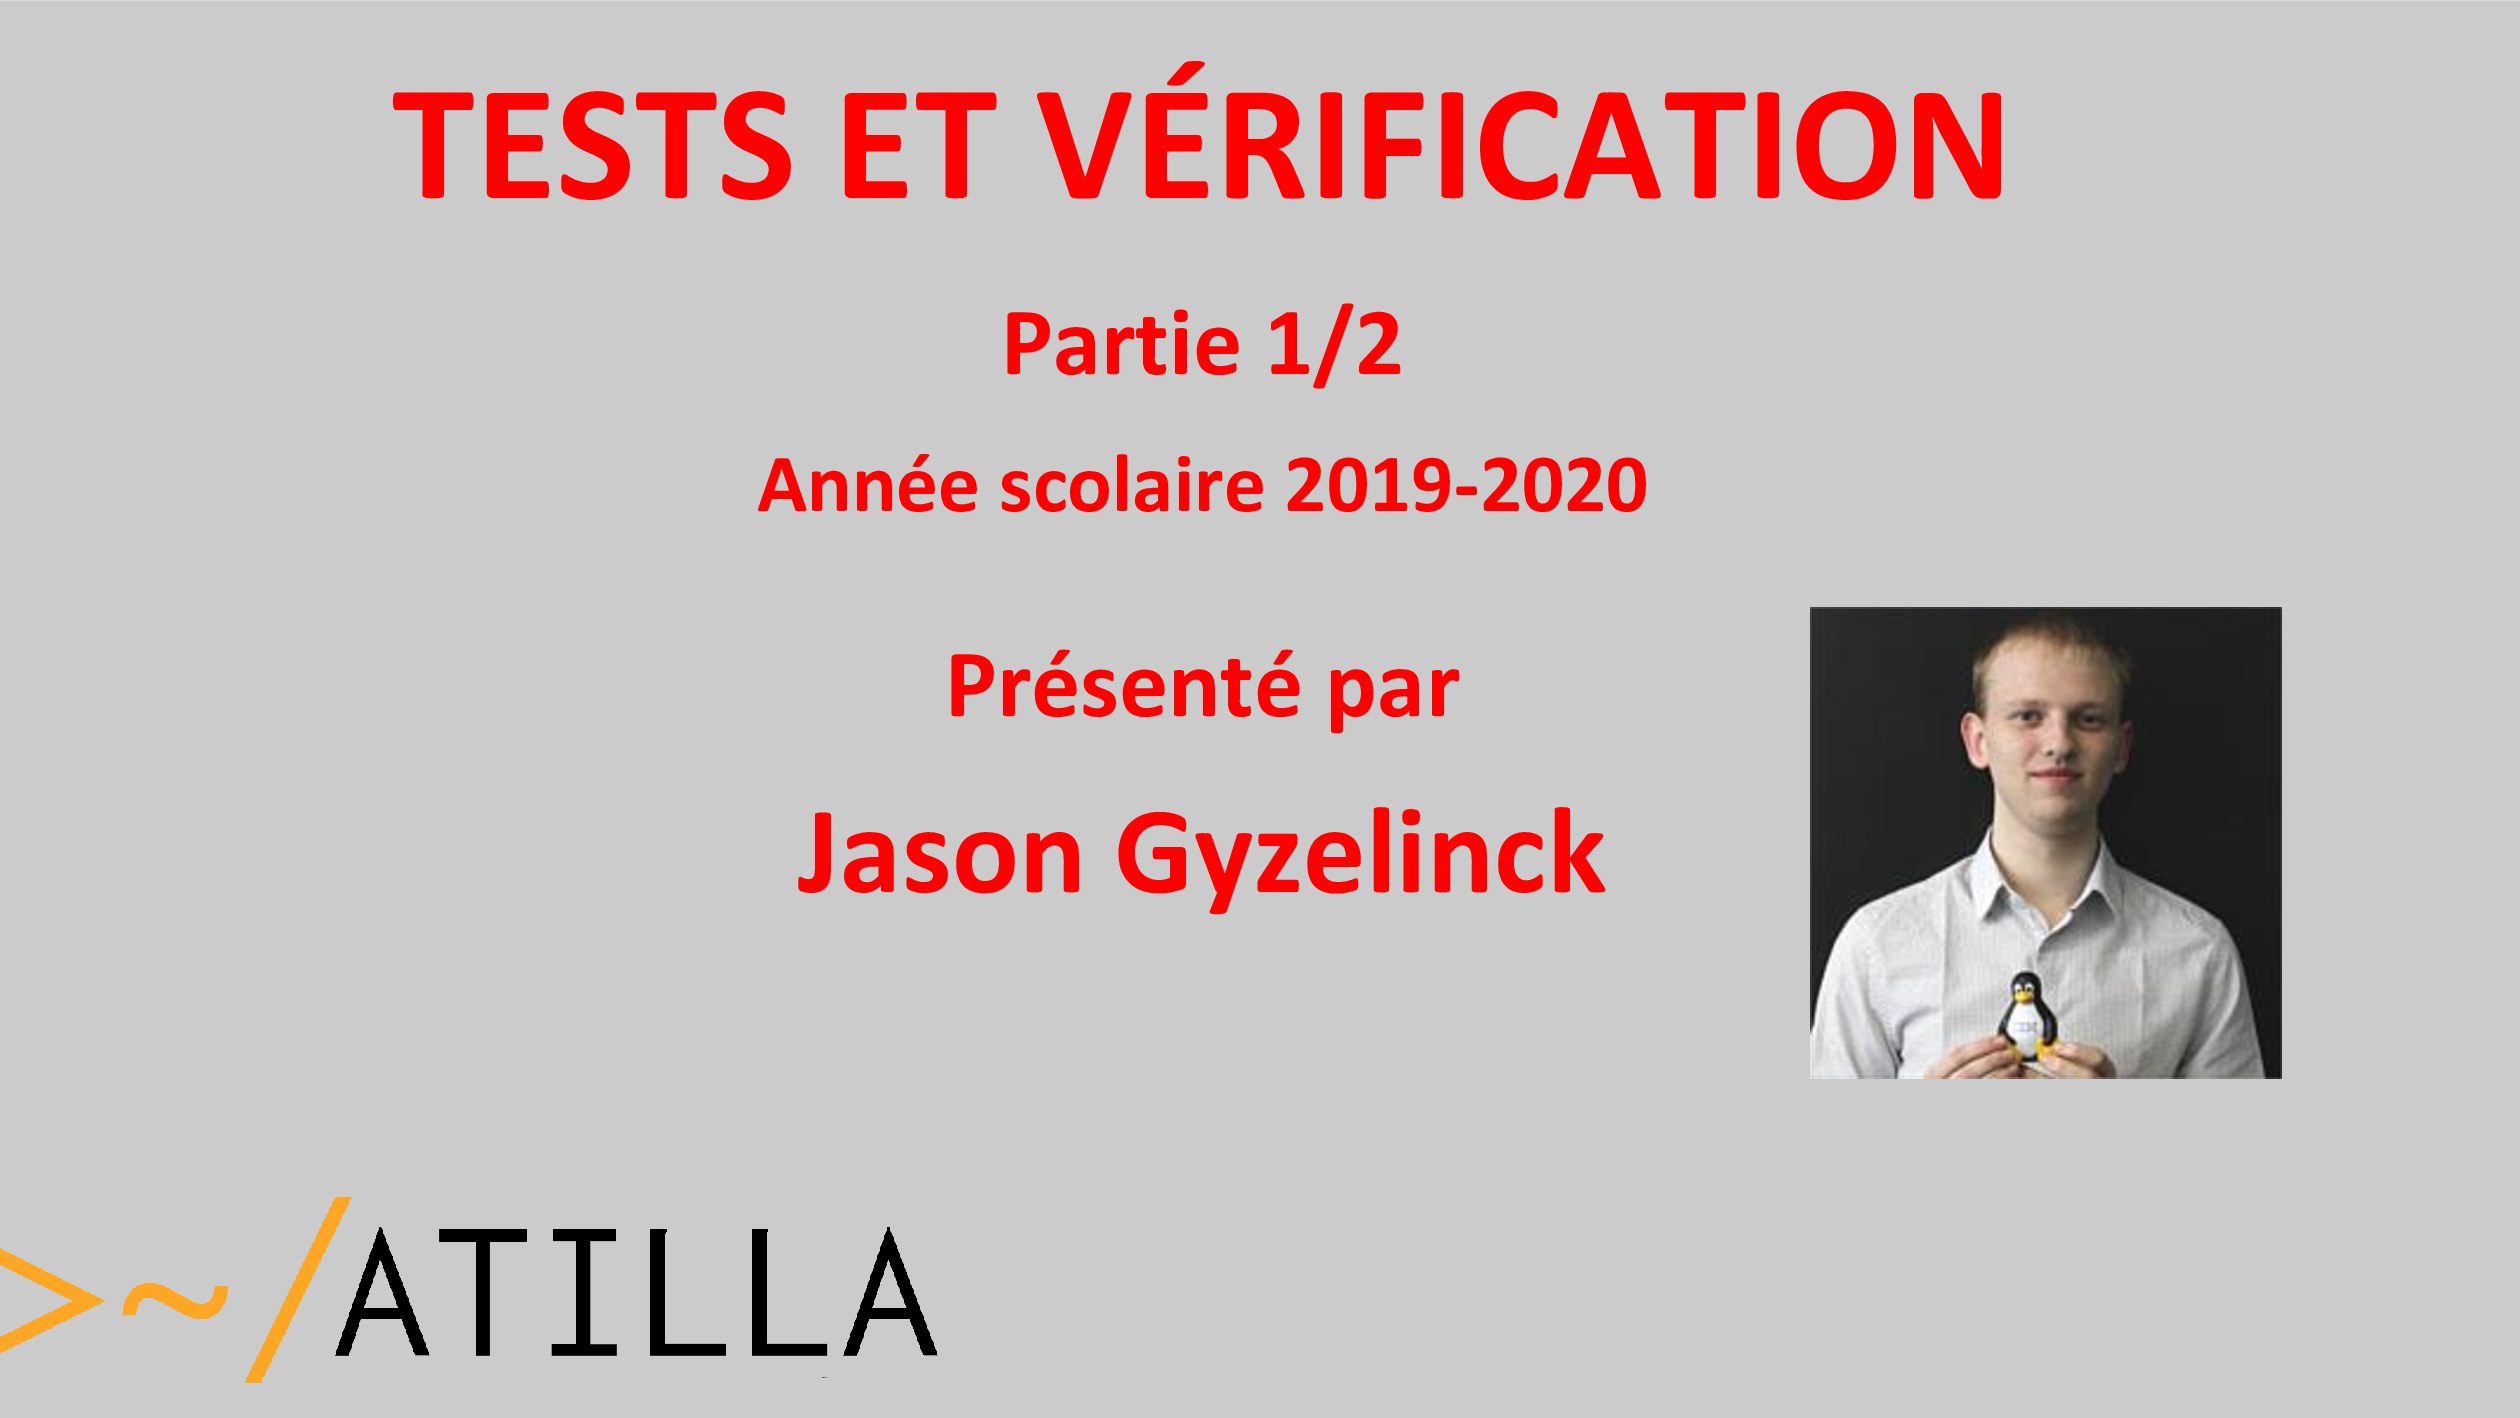 TESTS ET VÉRIFICATION
Partie 1/2
Année scolaire 2019-2020
Présenté par
Jason Gyzelinck
>~/ATILLA